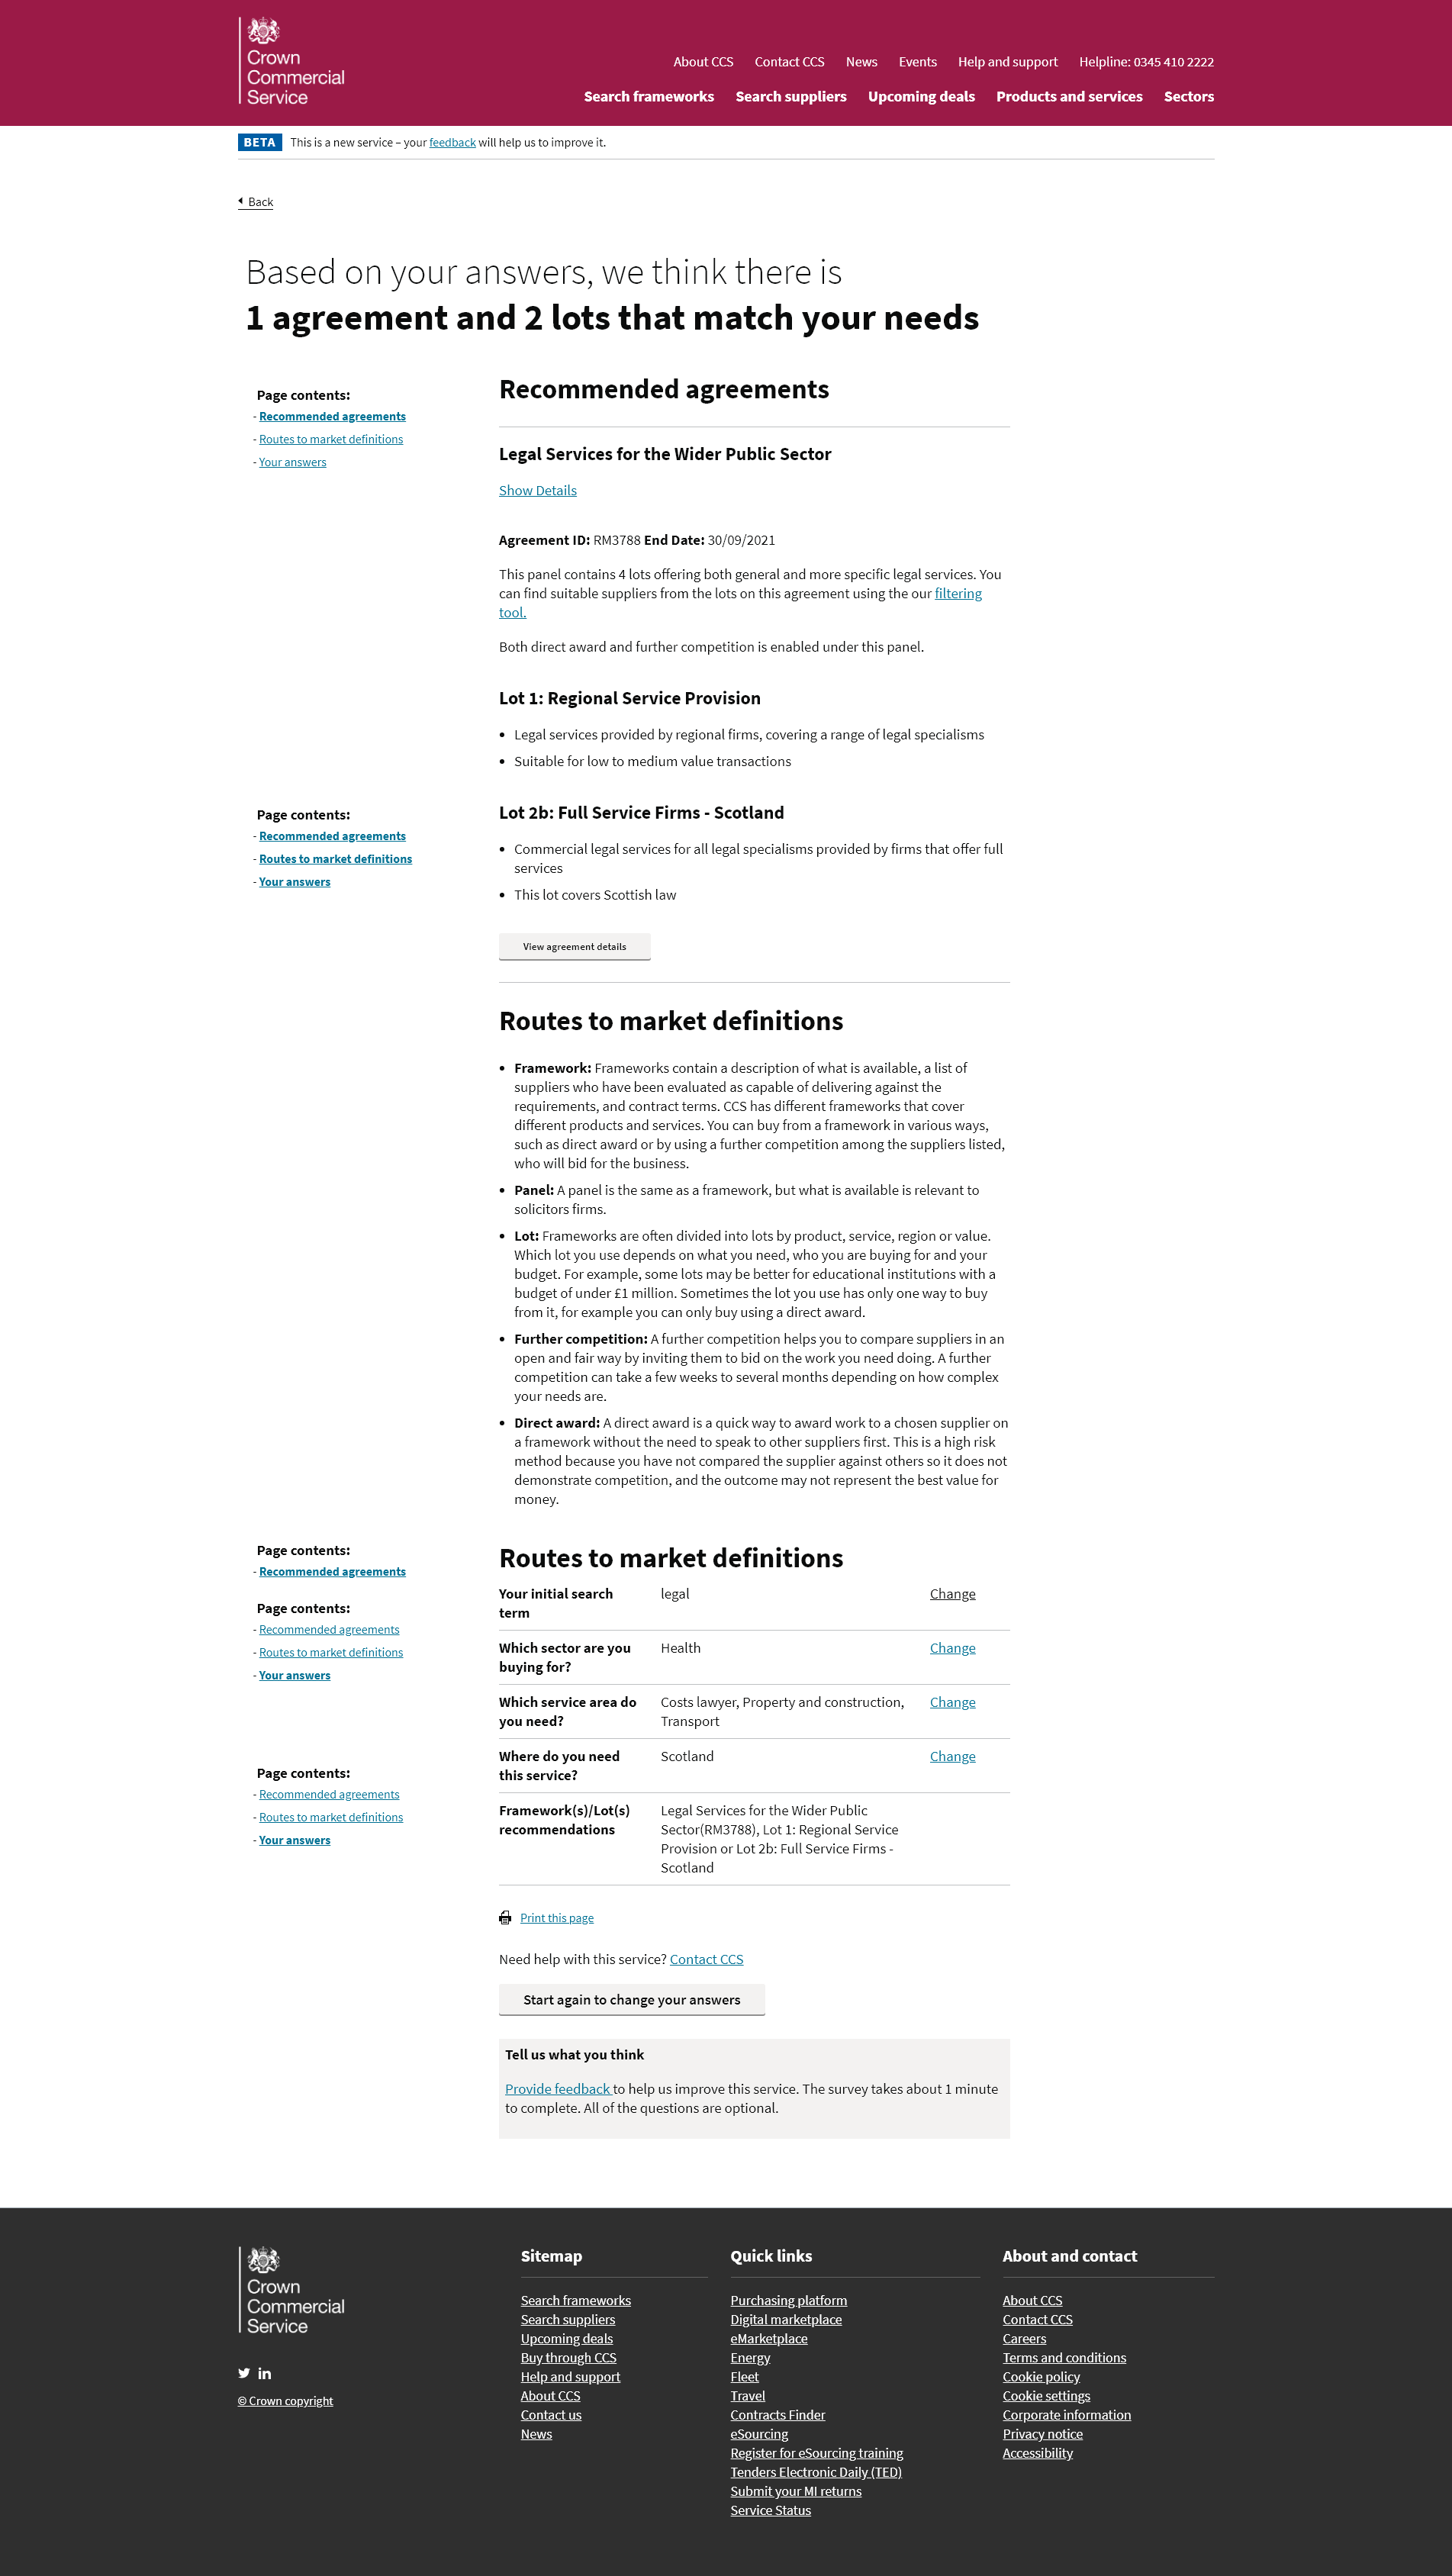 Crown
Commercial
Service
About CCS Contact CCS News Events Help and support Helpline: 0345 410 2222
Search frameworks Search suppliers Upcoming deals Products and services Sectors
BETA This is a new service – your feedback will help us to improve it.
Back
Based on your answers, we think there is
1 agreement and 2 lots that match your needs
Page contents:
- Recommended agreements
- Routes to market definitions
- Your answers
Recommended agreements
Legal Services for the Wider Public Sector
Show Details
Agreement ID: RM3788 End Date: 30/09/2021
This panel contains 4 lots offering both general and more specific legal services. You
can find suitable suppliers from the lots on this agreement using the our filtering
tool.
Both direct award and further competition is enabled under this panel.
Lot 1: Regional Service Provision
• Legal services provided by regional firms, covering a range of legal specialisms
• Suitable for low to medium value transactions
Page contents:
- Recommended agreements
- Routes to market definitions
- Your answers
Lot 2b: Full Service Firms - Scotland
• Commercial legal services for all legal specialisms provided by firms that offer full
services
• This lot covers Scottish law
View agreement details
Routes to market definitions
• Framework: Frameworks contain a description of what is available, a list of
suppliers who have been evaluated as capable of delivering against the
requirements, and contract terms. CCS has different frameworks that cover
different products and services. You can buy from a framework in various ways,
such as direct award or by using a further competition among the suppliers listed,
who will bid for the business.
• Panel: A panel is the same as a framework, but what is available is relevant to
solicitors firms.
• Lot: Frameworks are often divided into lots by product, service, region or value.
Which lot you use depends on what you need, who you are buying for and your
budget. For example, some lots may be better for educational institutions with a
budget of under £1 million. Sometimes the lot you use has only one way to buy
from it, for example you can only buy using a direct award.
• Further competition: A further competition helps you to compare suppliers in an
open and fair way by inviting them to bid on the work you need doing. A further
competition can take a few weeks to several months depending on how complex
your needs are.
• Direct award: A direct award is a quick way to award work to a chosen supplier on
a framework without the need to speak to other suppliers first. This is a high risk
method because you have not compared the supplier against others so it does not
demonstrate competition, and the outcome may not represent the best value for
money.
Page contents:
- Recommended agreements
Page contents:
- Recommended agreements
- Routes to market definitions
- Your answers
Page contents:
- Recommended agreements
- Routes to market definitions
- Your answers
Routes to market definitions
Your initial search legal Change
term
Which sector are you Health Change
buying for?
Which service area do Costs lawyer, Property and construction, Change
you need? Transport
Where do you need Scotland Change
this service?
Framework(s)/Lot(s) Legal Services for the Wider Public
recommendations Sector(RM3788), Lot 1: Regional Service
Provision or Lot 2b: Full Service Firms -
Scotland
Print this page
Need help with this service? Contact CCS
Start again to change your answers
Tell us what you think
Provide feedback to help us improve this service. The survey takes about 1 minute
to complete. All of the questions are optional.
Crown
Commercial
Service
© Crown copyright
Sitemap
Search frameworks
Search suppliers
Upcoming deals
Buy through CCS
Help and support
About CCS
Contact us
News
Quick links
Purchasing platform
Digital marketplace
eMarketplace
Energy
Fleet
Travel
Contracts Finder
eSourcing
Register for eSourcing training
Tenders Electronic Daily (TED)
Submit your MI returns
Service Status
About and contact
About CCS
Contact CCS
Careers
Terms and conditions
Cookie policy
Cookie settings
Corporate information
Privacy notice
Accessibility